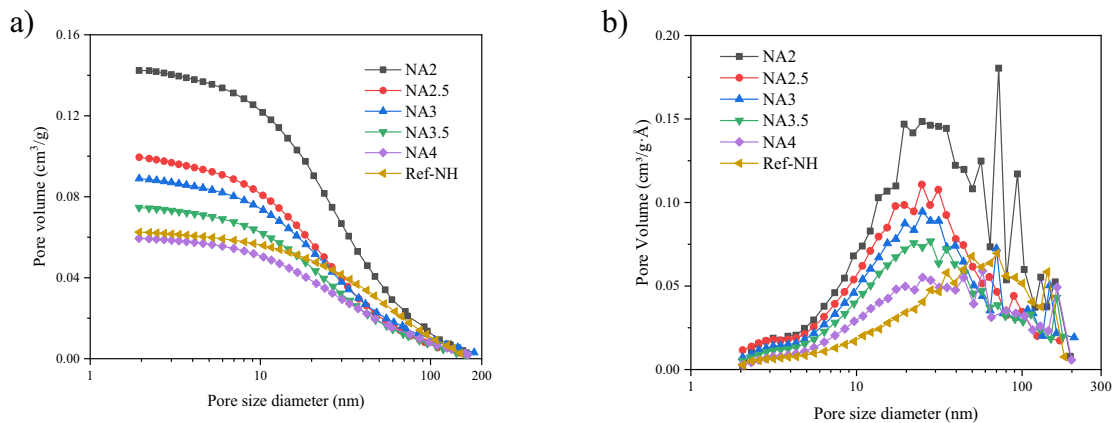 a)
0.16
0.12
0.08
0.04
0.00
Pore volume (cm³/g)
NA2
NA2.5
NA3
NA3.5
NA4
Ref-NH
1
10
100
200
Pore size diameter (nm)
b)
0.20
0.15
0.10
0.05
0.00
Pore Volume (cm³/g·Å)
NA2
NA2.5
NA3
NA3.5
NA4
Ref-NH
1
10
100
300
Pore size diameter (nm)